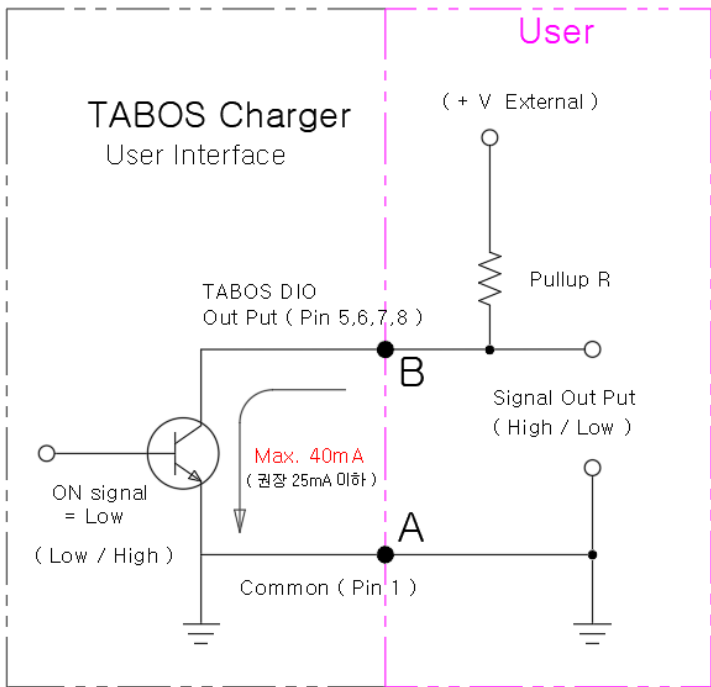 User
( + V External )
TABOS Charger
User Interface
Pullup R
TABOS DIO
Out Put ( Pin 5,6,7,8 )
B
Signal Out Put
( High / Low )
Max. 40mA
( 권장 25mA 이하 )
ON signal
= Low
( Low / High )
A
Common ( Pin 1 )